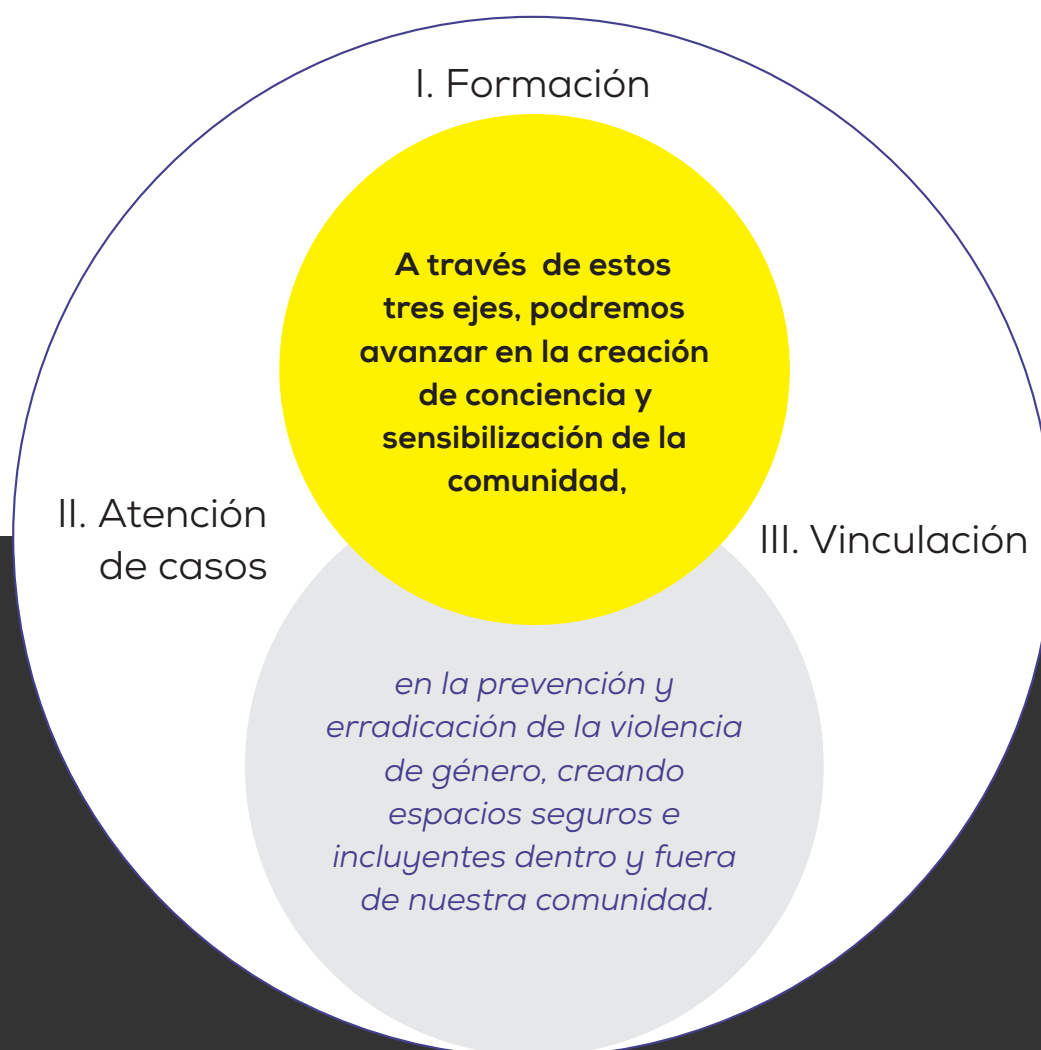 I. Formación
A través de estos
tres ejes, podremos
avanzar en la creación
de conciencia y
sensibilización de la
comunidad,
II. Atención
de casos
III. Vinculación
en la prevención y
erradicación de la violencia
de género, creando
espacios seguros e
incluyentes dentro y fuera
de nuestra comunidad.